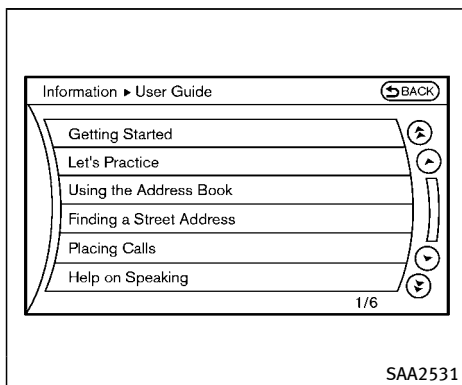 Information ▸ User Guide
BACK
Getting Started
Let's Practice
Using the Address Book
Finding a Street Address
Placing Calls
Help on Speaking
1/6
SAA2531